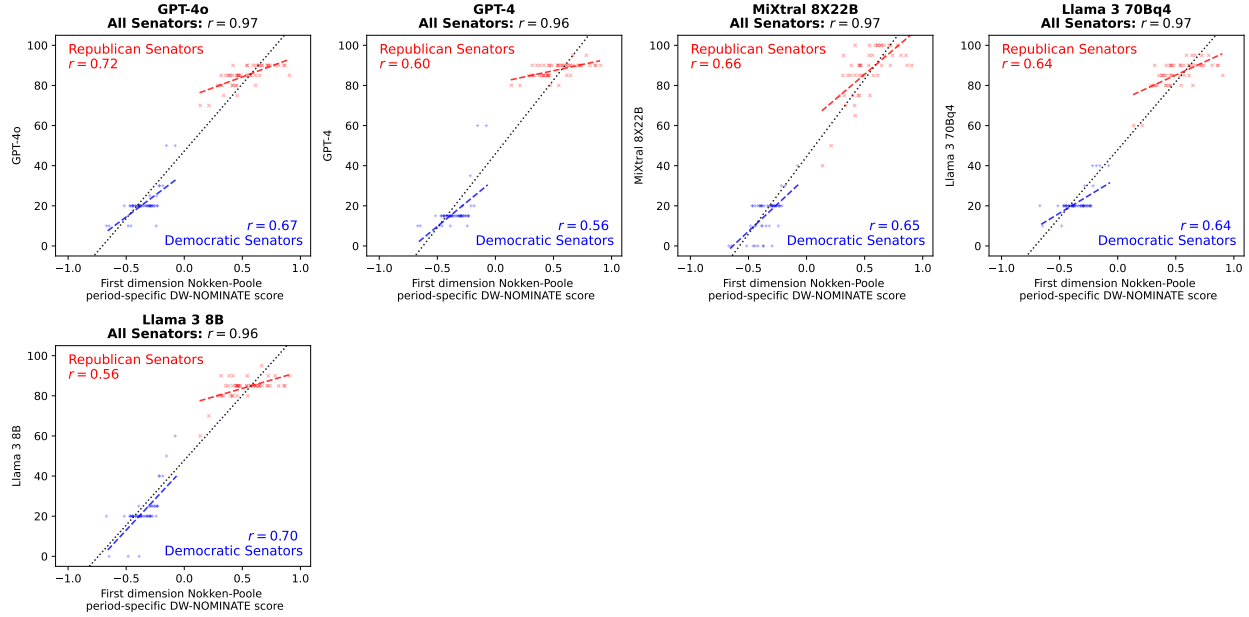 GPT-4o
All Senators: r = 0.97
Republican Senators
r = 0.72
r = 0.67
Democratic Senators
GPT-4o
100
80
60
40
20
0
−1.0 −0.5 0.0 0.5 1.0
First dimension Nokken-Poole
period-specific DW-NOMINATE score
GPT-4
All Senators: r = 0.96
Republican Senators
r = 0.60
r = 0.56
Democratic Senators
GPT-4
100
80
60
40
20
0
−1.0 −0.5 0.0 0.5 1.0
First dimension Nokken-Poole
period-specific DW-NOMINATE score
MiXtral 8X22B
All Senators: r = 0.97
Republican Senators
r = 0.66
r = 0.65
Democratic Senators
MiXtral 8X22B
100
80
60
40
20
0
−1.0 −0.5 0.0 0.5 1.0
First dimension Nokken-Poole
period-specific DW-NOMINATE score
Llama 3 70Bq4
All Senators: r = 0.97
Republican Senators
r = 0.64
r = 0.64
Democratic Senators
Llama 3 70Bq4
100
80
60
40
20
0
−1.0 −0.5 0.0 0.5 1.0
First dimension Nokken-Poole
period-specific DW-NOMINATE score
Llama 3 8B
All Senators: r = 0.96
Republican Senators
r = 0.56
r = 0.70
Democratic Senators
Llama 3 8B
100
80
60
40
20
0
−1.0 −0.5 0.0 0.5 1.0
First dimension Nokken-Poole
period-specific DW-NOMINATE score